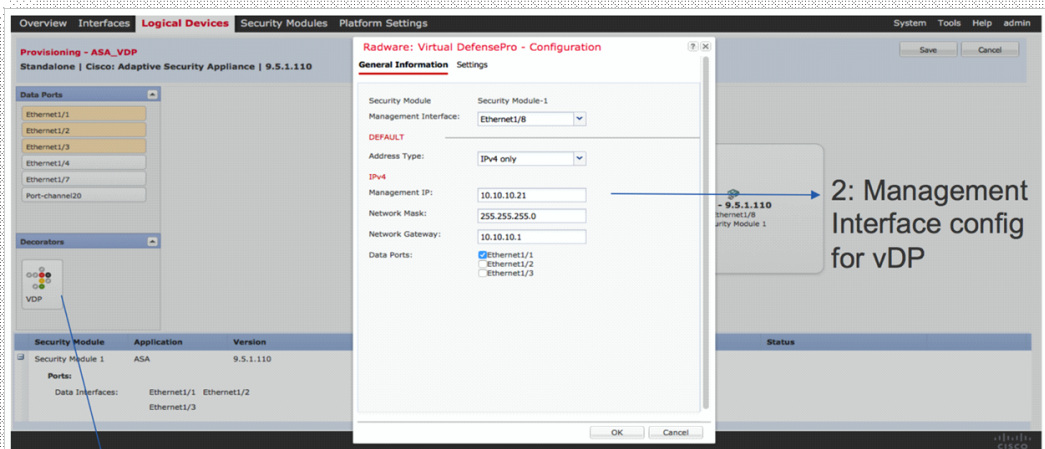 Overview Interfaces Logical Devices Security Modules Platform Settings System Tools Help admin
Provisioning - ASA_VDP
Standalone | Cisco: Adaptive Security Appliance | 9.5.1.110
Save Cancel
Data Ports
Ethernet1/1
Ethernet1/2
Ethernet1/3
Ethernet1/4
Ethernet1/7
Port-channel20
Decorators
VDP
Radware: Virtual DefensePro - Configuration
General Information Settings
Security Module Security Module-1
Management Interface: Ethernet1/8
DEFAULT
Address Type: IPv4 only
IPv4
Management IP: 10.10.10.21
Network Mask: 255.255.255.0
Network Gateway: 10.10.10.1
Data Ports: Ethernet1/1
Ethernet1/2
Ethernet1/3
OK Cancel
- 9.5.1.110
thernet1/8
urity Module 1
2: Management
Interface config
for vDP
Security Module Application Version Status
Security Module 1 ASA 9.5.1.110
Ports:
Data Interfaces: Ethernet1/1 Ethernet1/2
Ethernet1/3
CISCO